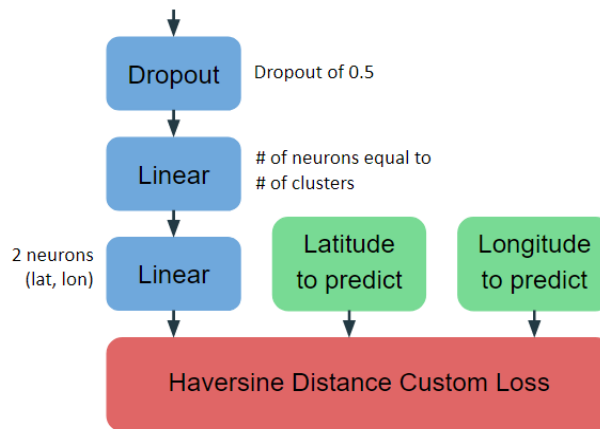 Dropout
Dropout of 0.5
Linear
# of neurons equal to
# of clusters
2 neurons
(lat, lon)
Linear
Latitude
to predict
Longitude
to predict
Haversine Distance Custom Loss